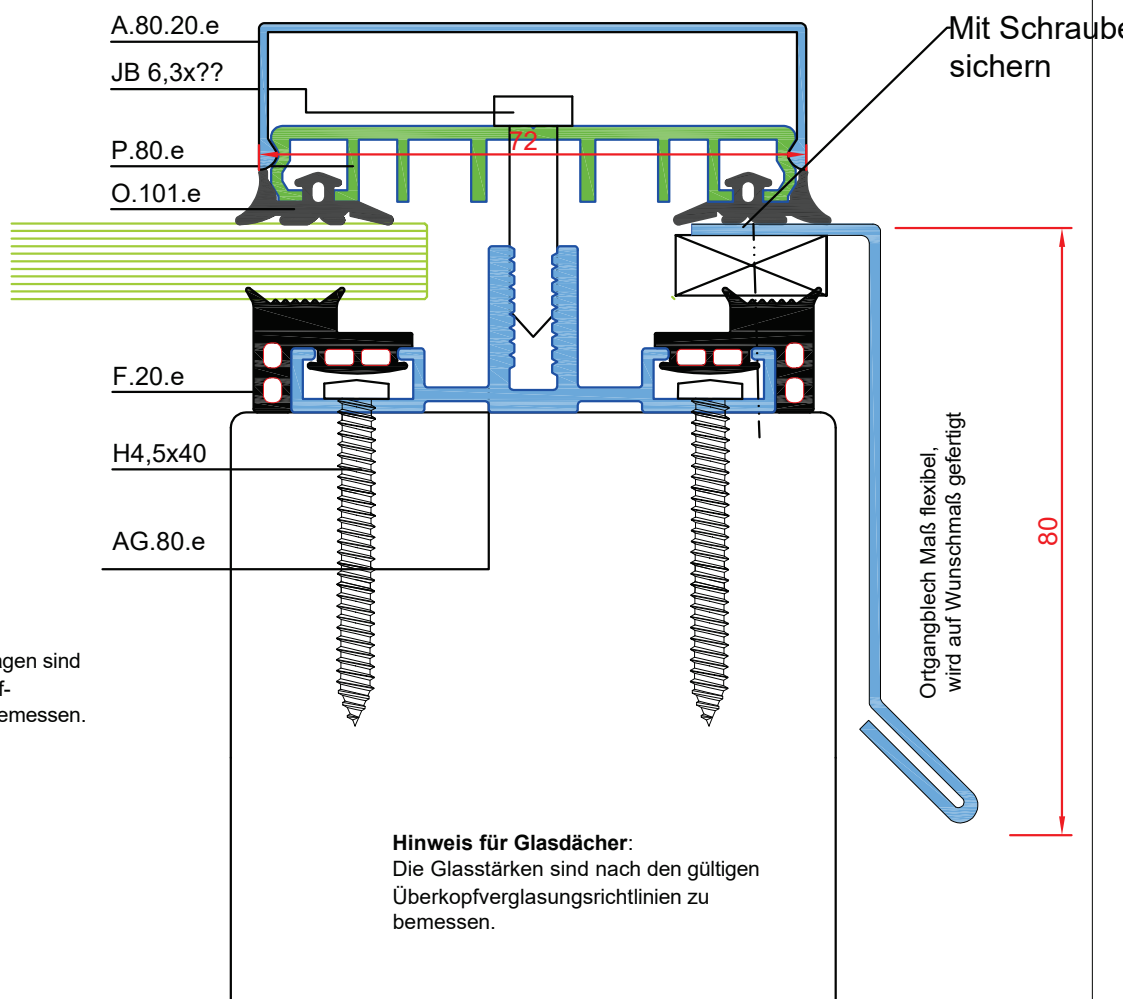 A.80.20.e
Mit Schraube
sichern
JB 6,3x??
72
P.80.e
O.101.e
F.20.e
H4,5x40
AG.80.e
Ortgangblech Maß flexibel,
wird auf Wunschmaß gefertigt
80
agen sind
f-
emessen.
Hinweis für Glasdächer:
Die Glasstärken sind nach den gültigen
Überkopfverglasungsrichtlinien zu
bemessen.